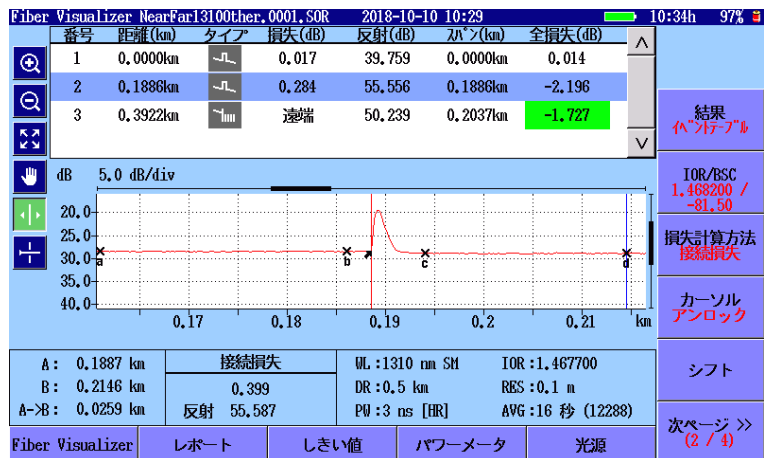 Fiber Visualizer NearFar13100ther.0001.SOR 2018-10-10 10:29 10:34h 97%
番号 距離(km) タイプ 損失(dB) 反射(dB) スパン(km) 全損失(dB)
1 0.0000km 0.017 39.759 0.0000km 0.014
2 0.1886km 0.284 55.556 0.1886km -2.196
3 0.3922km 遠端 50.239 0.2037km -1.727
結果
イベントテーブル
IOR/BSC
1.468200 /
-81.50
損失計算方法
接続損失
カーソル
アンロック
シフト
次ページ >>
(2 / 4)
dB 5.0 dB/div
20.0
25.0
30.0
35.0
40.0
a b c d
0.17 0.18 0.19 0.2 0.21 km
A: 0.1887 km
B: 0.2146 km
A->B: 0.0259 km
接続損失
0.399
反射 55.587
WL:1310 nm SM IOR:1.467700
DR:0.5 km RES:0.1 m
PW:3 ns [HR] AVG:16 秒 (12288)
Fiber Visualizer レポート しきい値 パワーメータ 光源